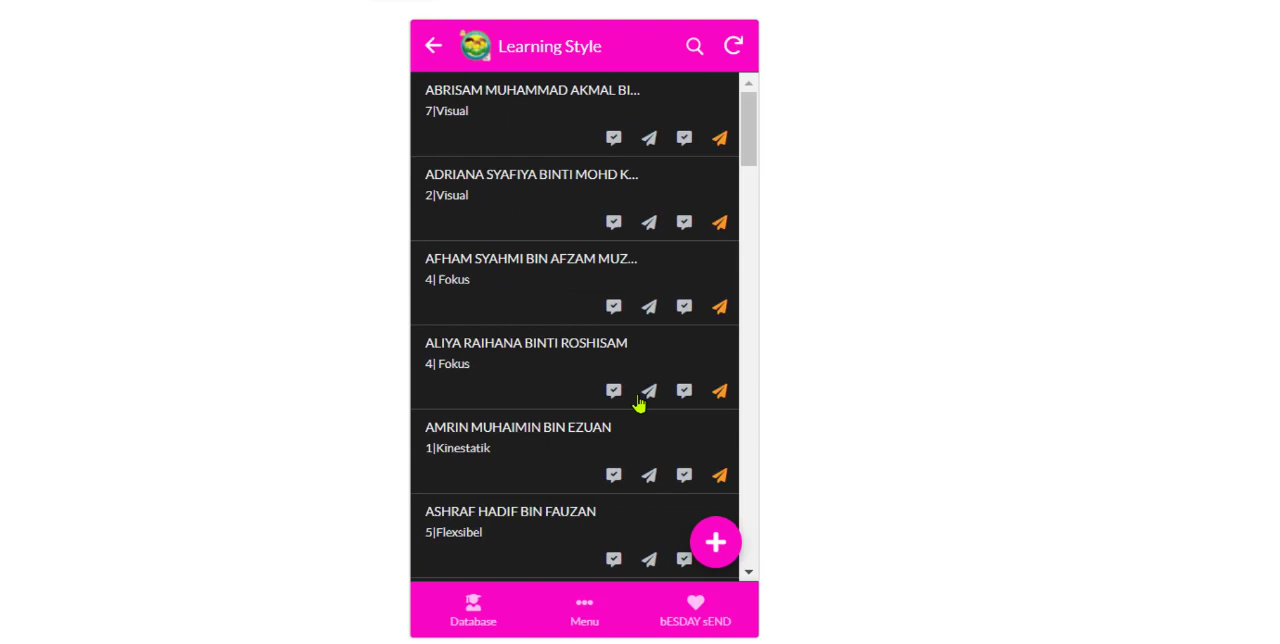 Learning Style
ABRISAM MUHAMMAD AKMAL BI...
7|Visual
ADRIANA SYAFIYA BINTI MOHD K...
2|Visual
AFHAM SYAHMI BIN AFZAM MUZ...
4| Fokus
ALIYA RAIHANA BINTI ROSHISAM
4| Fokus
AMRIN MUHAIMIN BIN EZUAN
1|Kinestatik
ASHRAF HADIF BIN FAUZAN
5|Flexsibel
Database
Menu
bESDAY sEND